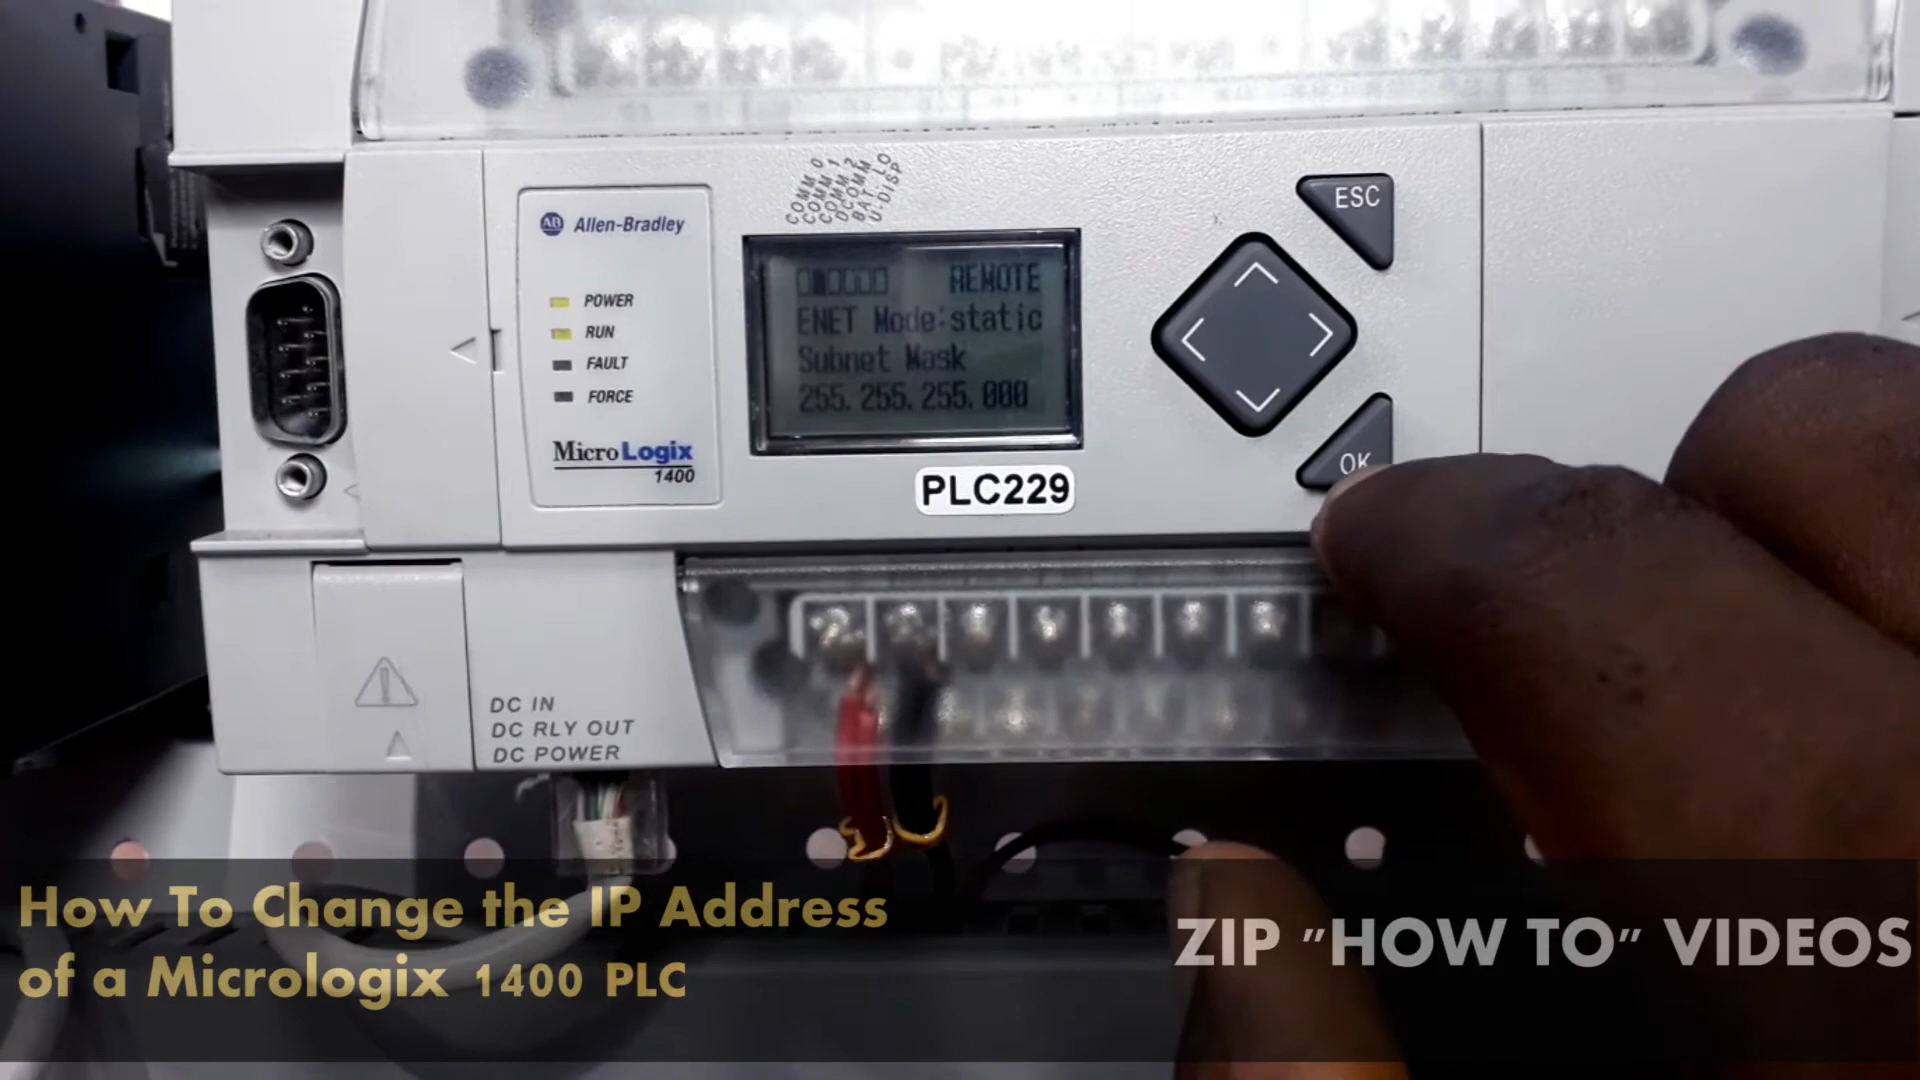 COMM 0
COMM 1
COMM 2
DCOMM
BAT. LO
U-DISP
ESC
AB Allen-Bradley
POWER
RUN
FAULT
FORCE
MicroLogix
1400
REMOTE
ENET Mode:static
Subnet Mask
255.255.255.000
OK
PLC229
DC IN
DC RLY OUT
DC POWER
How To Change the IP Address
of a Micrologix 1400 PLC
ZIP "HOW TO" VIDEOS